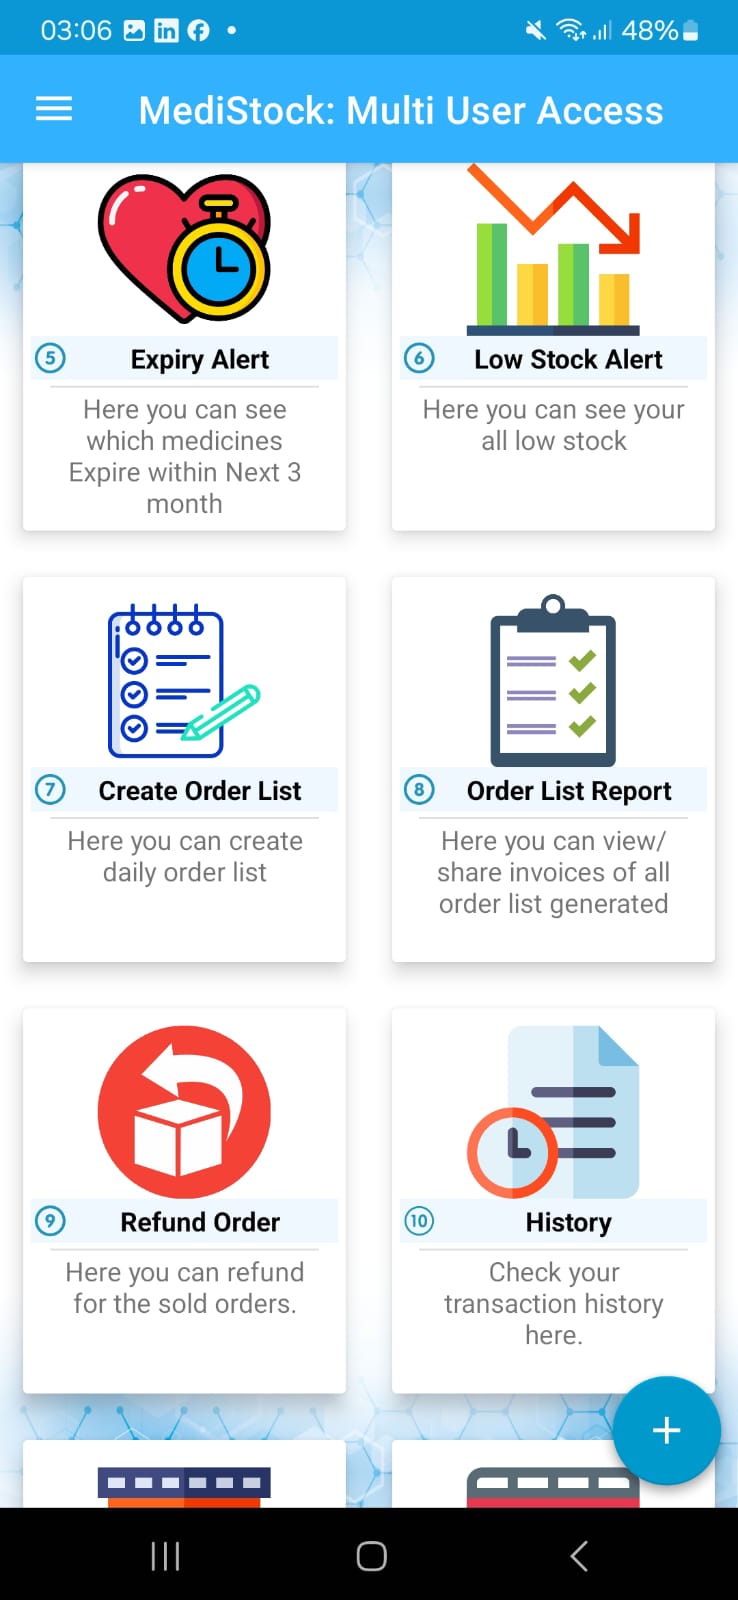 03:06
48%
MediStock: Multi User Access
5 Expiry Alert
Here you can see
which medicines
Expire within Next 3
month
6 Low Stock Alert
Here you can see your
all low stock
7 Create Order List
Here you can create
daily order list
8 Order List Report
Here you can view/
share invoices of all
order list generated
9 Refund Order
Here you can refund
for the sold orders.
10 History
Check your
transaction history
here.